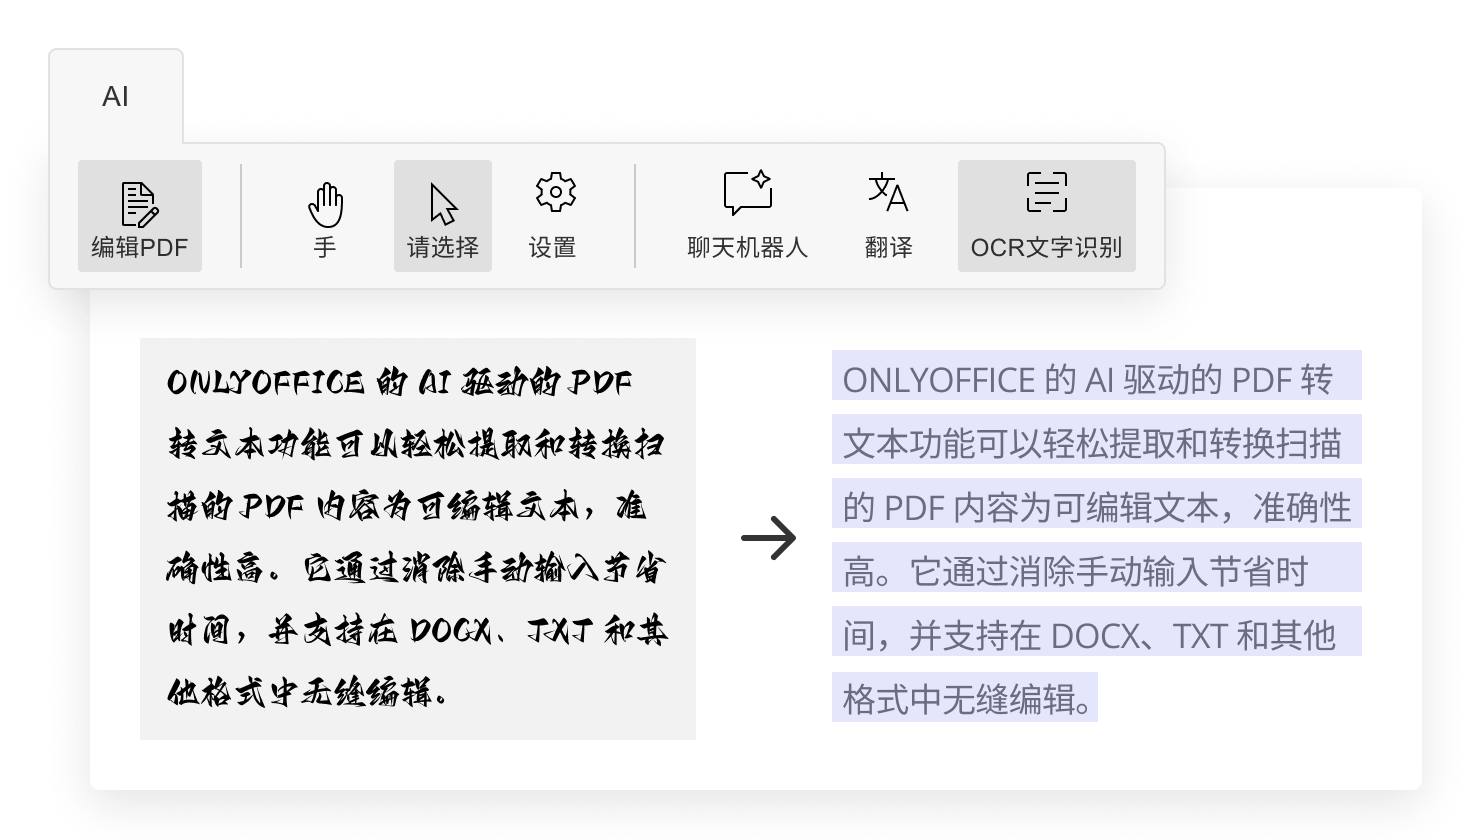 AI
编辑PDF
手
请选择
设置
聊天机器人
翻译
OCR文字识别
ONLYOFFICE 的 AI 驱动的 PDF
转文本功能可以轻松提取和转换扫
描的 PDF 内容为可编辑文本，准
确性高。它通过消除手动输入节省
时间，并支持在 DOCX、TXT 和其
他格式中无缝编辑。
ONLYOFFICE 的 AI 驱动的 PDF 转
文本功能可以轻松提取和转换扫描
的 PDF 内容为可编辑文本，准确性
高。它通过消除手动输入节省时
间，并支持在 DOCX、TXT 和其他
格式中无缝编辑。